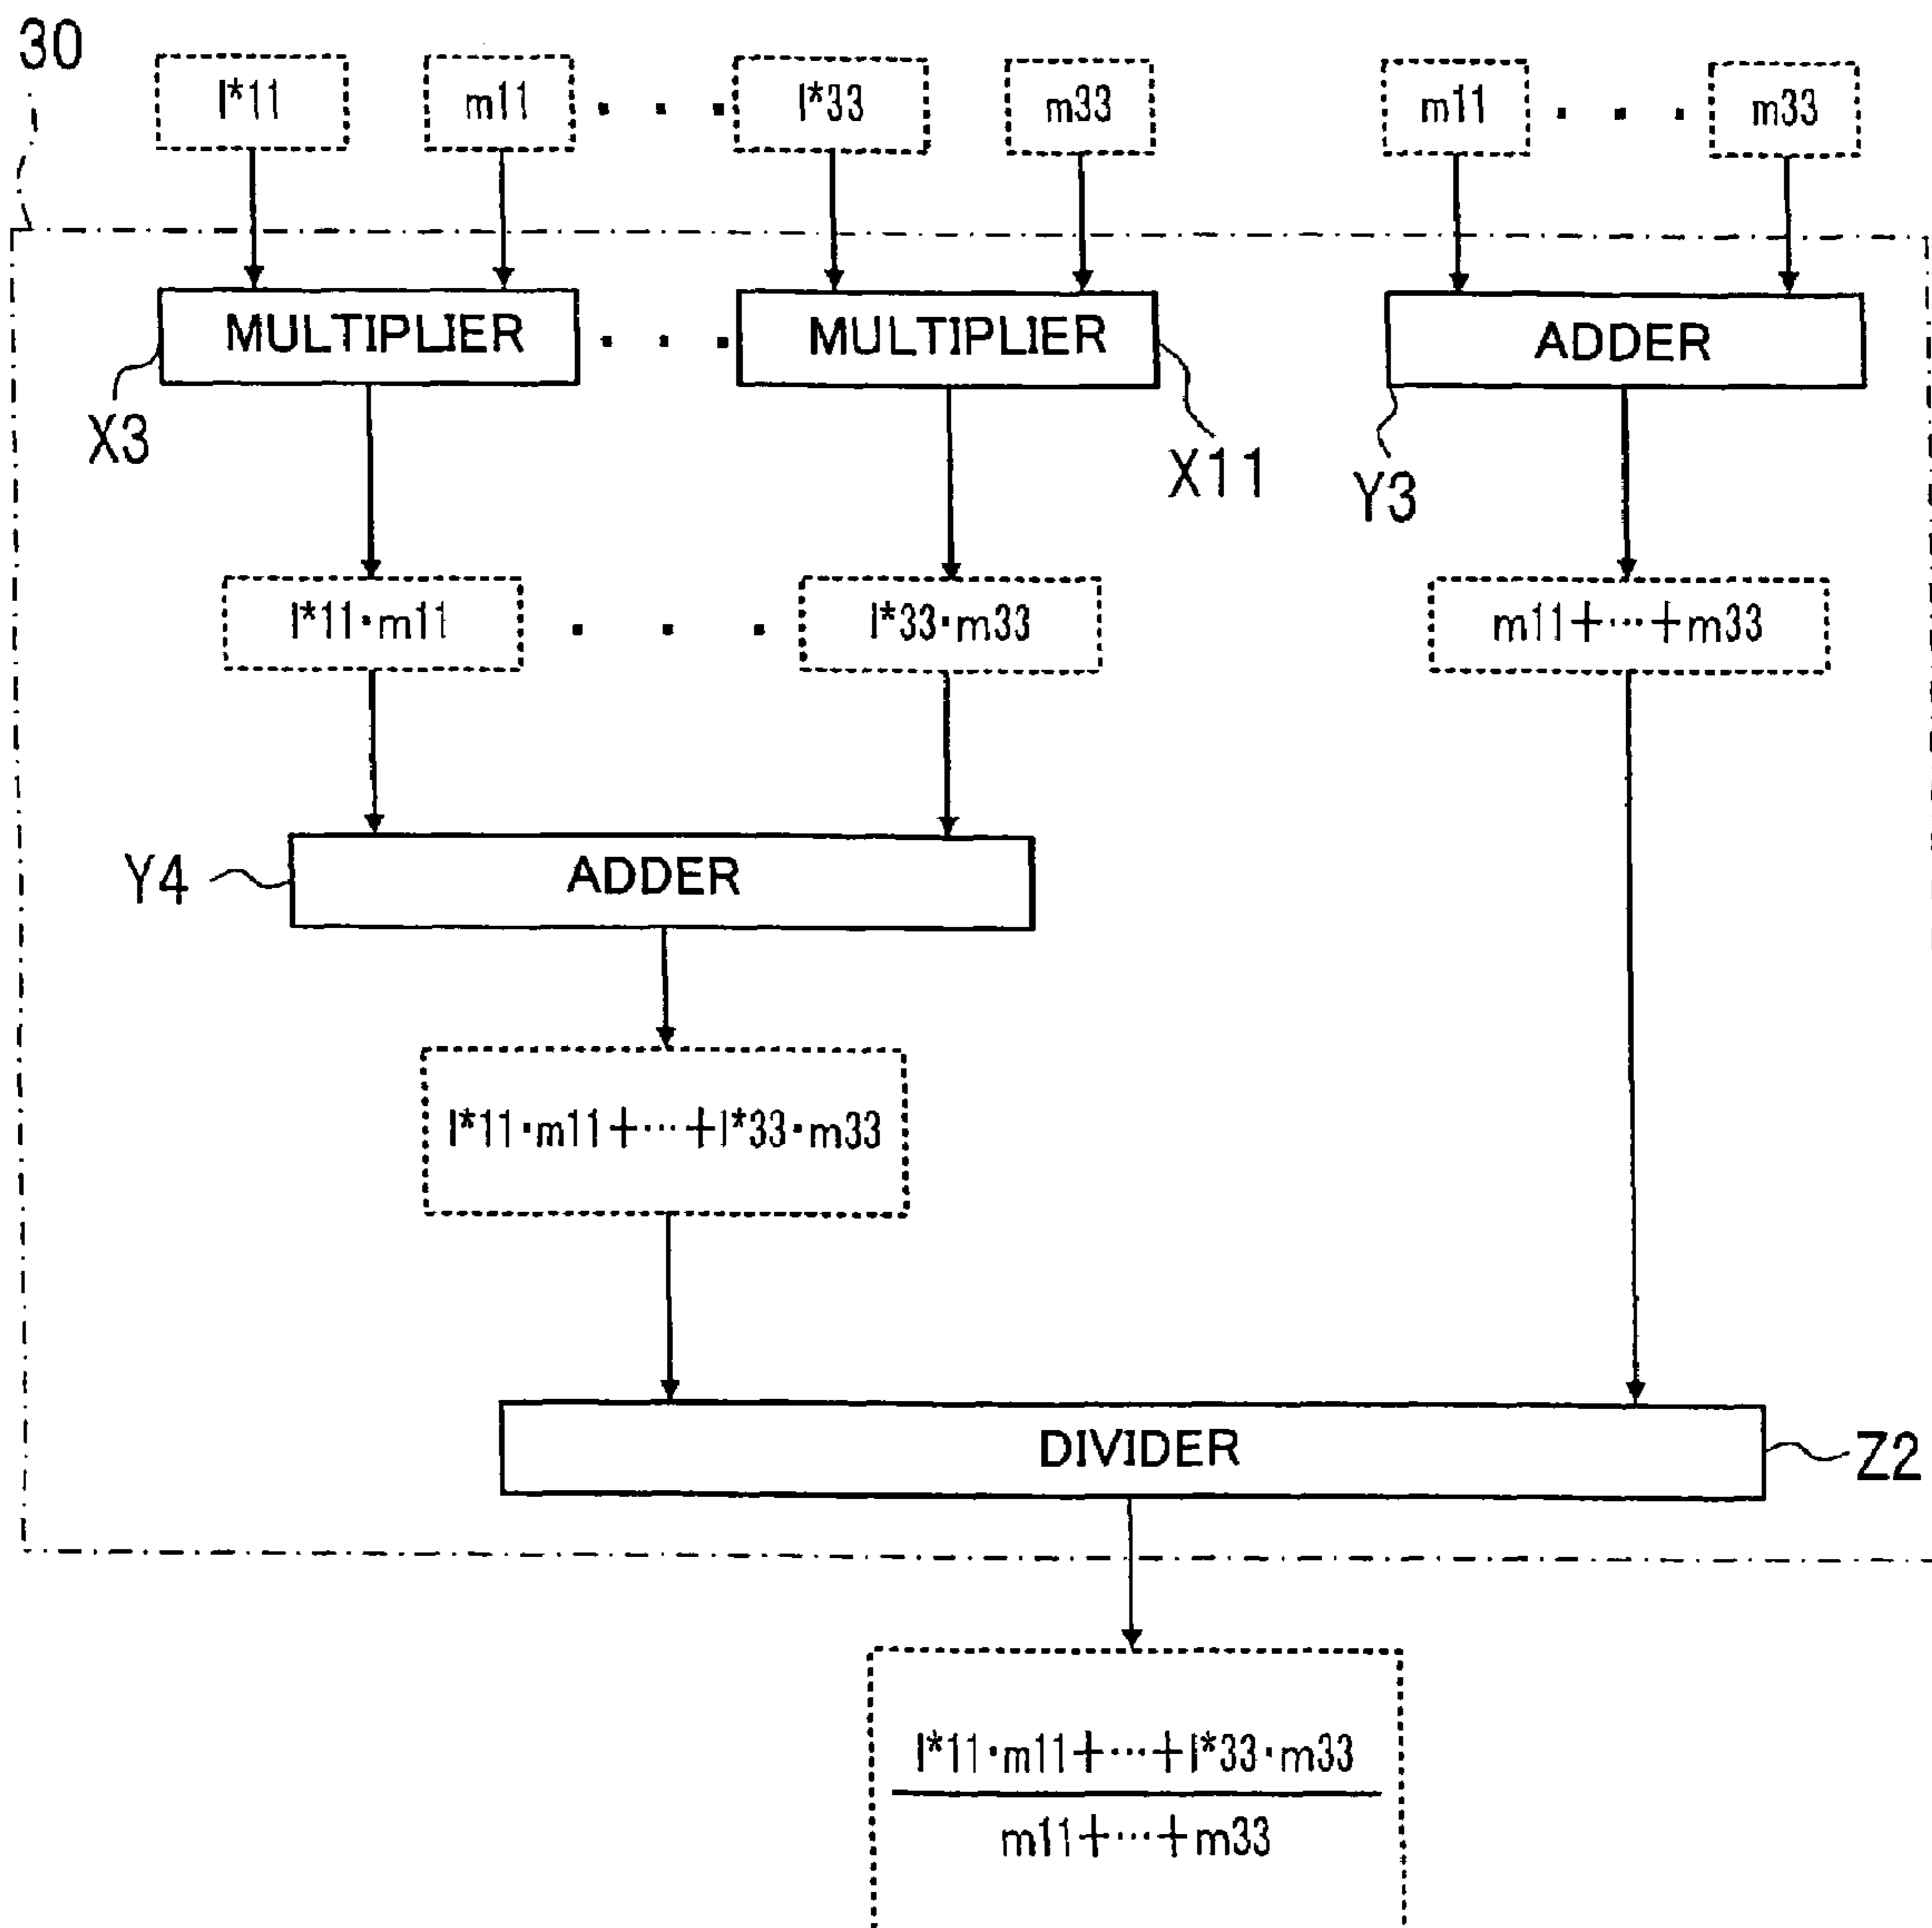 30
I*11 m11 · · · I*33 m33 m11 · · · m33
MULTIPLIER · · · MULTIPLIER ADDER
X3 X11 Y3
I*11·m11 · · · I*33·m33 m11+···+m33
Y4 ADDER
I*11·m11+···+I*33·m33
DIVIDER Z2
I*11·m11+···+I*33·m33
m11+···+m33